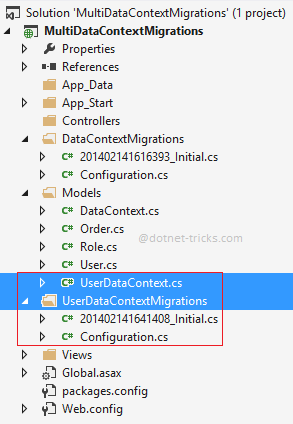 Solution 'MultiDataContextMigrations' (1 project)
MultiDataContextMigrations
Properties
References
App_Data
App_Start
Controllers
DataContextMigrations
C# 201402141616393_Initial.cs
C# Configuration.cs
Models
C# DataContext.cs
C# Order.cs
C# Role.cs
@dotnet-tricks.com
C# User.cs
C# UserDataContext.cs
UserDataContextMigrations
C# 201402141641408_Initial.cs
C# Configuration.cs
Views
Global.asax
packages.config
Web.config